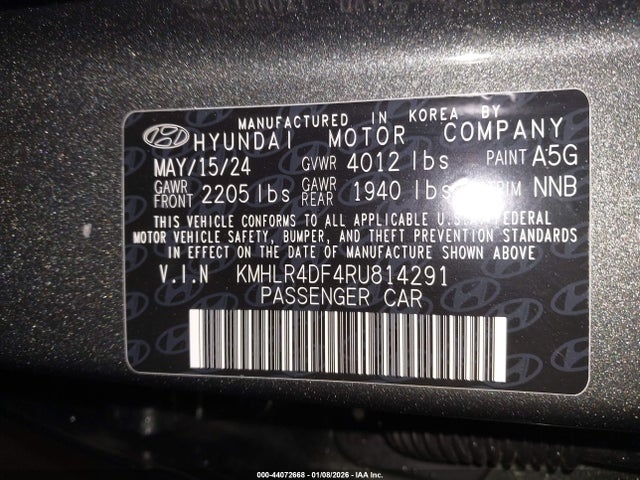 MANUFACTURED IN KOREA BY
HYUNDAI MOTOR COMPANY
MAY/15/24 GVWR 4012 lbs PAINT A5G
GAWR FRONT 2205 lbs GAWR REAR 1940 lbs TRIM NNB
THIS VEHICLE CONFORMS TO ALL APPLICABLE U.S. FEDERAL
MOTOR VEHICLE SAFETY, BUMPER, AND THEFT PREVENTION STANDARDS
IN EFFECT ON THE DATE OF MANUFACTURE SHOWN ABOVE
V.I.N KMHLR4DF4RU814291
PASSENGER CAR
000-44072668 - 01/08/2026 - IAA Inc.